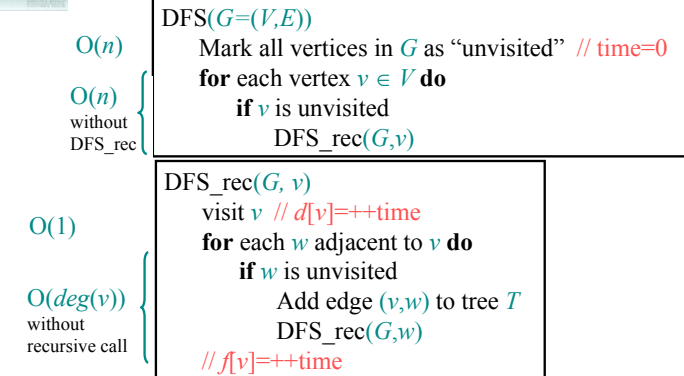 DFS(G=(V,E))
O(n) Mark all vertices in G as “unvisited” // time=0
for each vertex v ∈ V do
O(n)
without
DFS_rec
if v is unvisited
DFS_rec(G,v)
DFS_rec(G, v)
O(1) visit v // d[v]=++time
for each w adjacent to v do
O(deg(v))
without
recursive call
if w is unvisited
Add edge (v,w) to tree T
DFS_rec(G,w)
// f[v]=++time